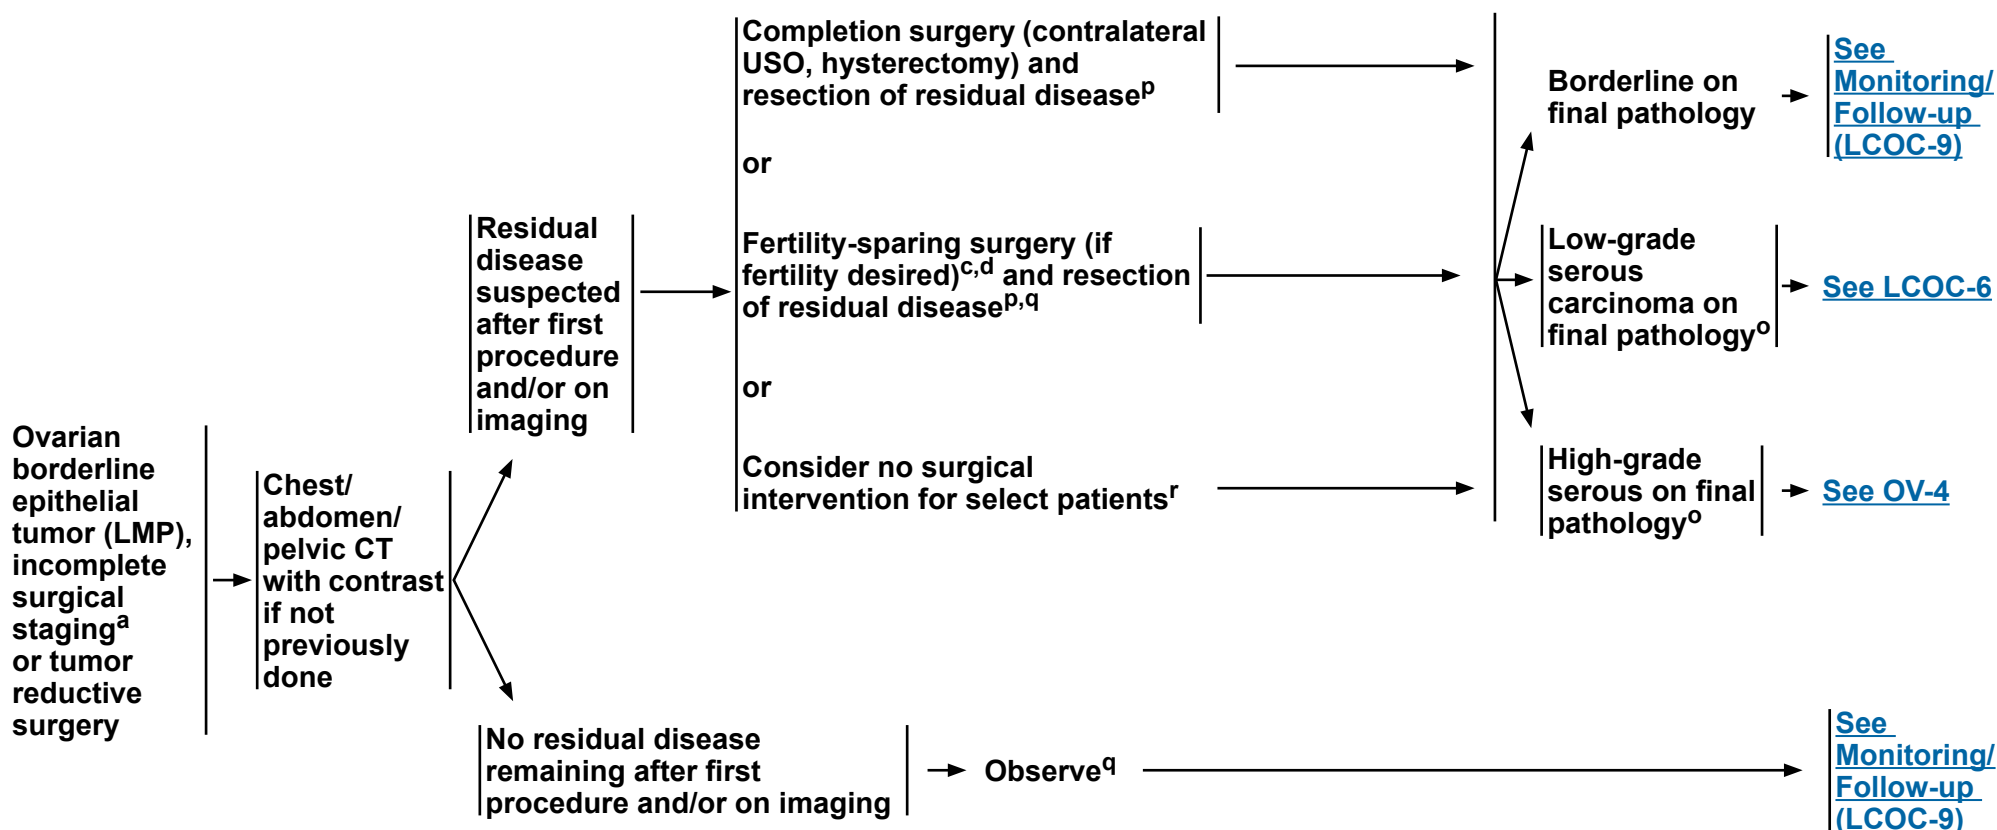 Ovarian
borderline
epithelial
tumor (LMP),
incomplete
surgical
staging^a
or tumor
reductive
surgery
Chest/
abdomen/
pelvic CT
with contrast
if not
previously
done
Residual
disease
suspected
after first
procedure
and/or on
imaging
Completion surgery (contralateral
USO, hysterectomy) and
resection of residual disease^p
or
Fertility-sparing surgery (if
fertility desired)^c,d and resection
of residual disease^p,q
or
Consider no surgical
intervention for select patients^r
Borderline on
final pathology
See
Monitoring/
Follow-up
(LCOC-9)
Low-grade
serous
carcinoma on
final pathology^o
See LCOC-6
High-grade
serous on final
pathology^o
See OV-4
No residual disease
remaining after first
procedure and/or on imaging
Observe^q
See
Monitoring/
Follow-up
(LCOC-9)